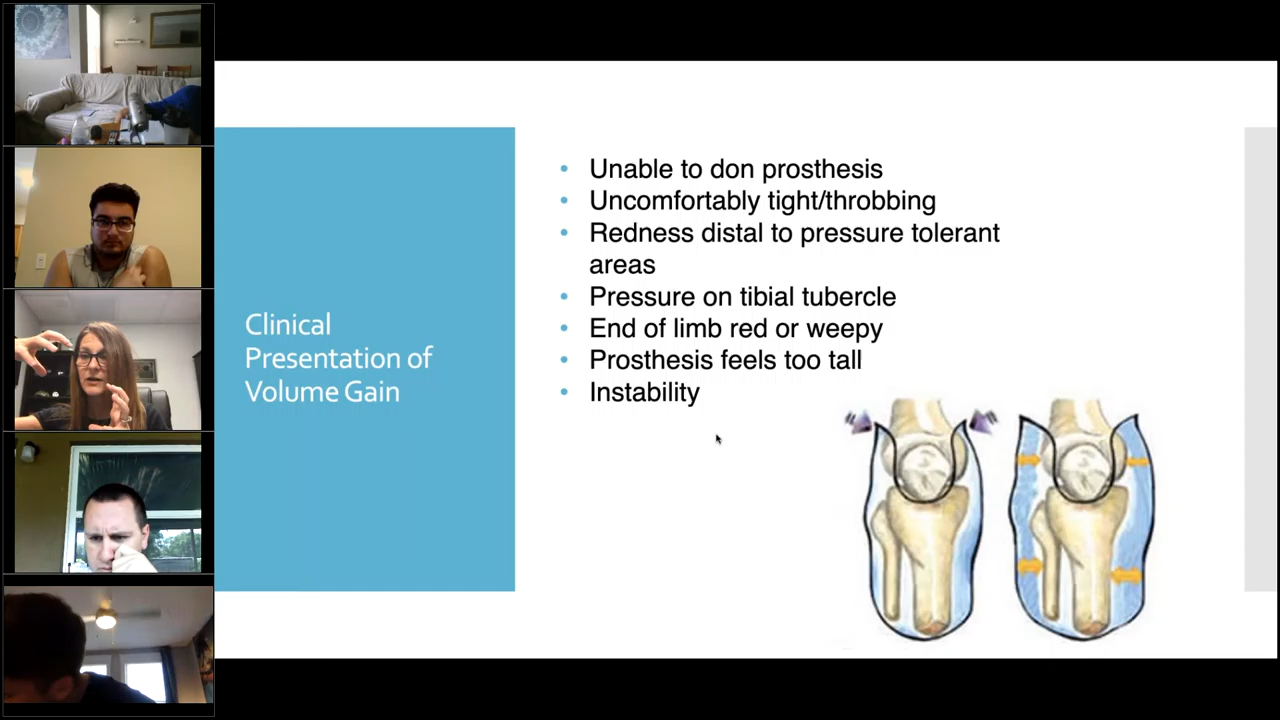 Clinical
Presentation of
Volume Gain
Unable to don prosthesis
Uncomfortably tight/throbbing
Redness distal to pressure tolerant
areas
Pressure on tibial tubercle
End of limb red or weepy
Prosthesis feels too tall
Instability